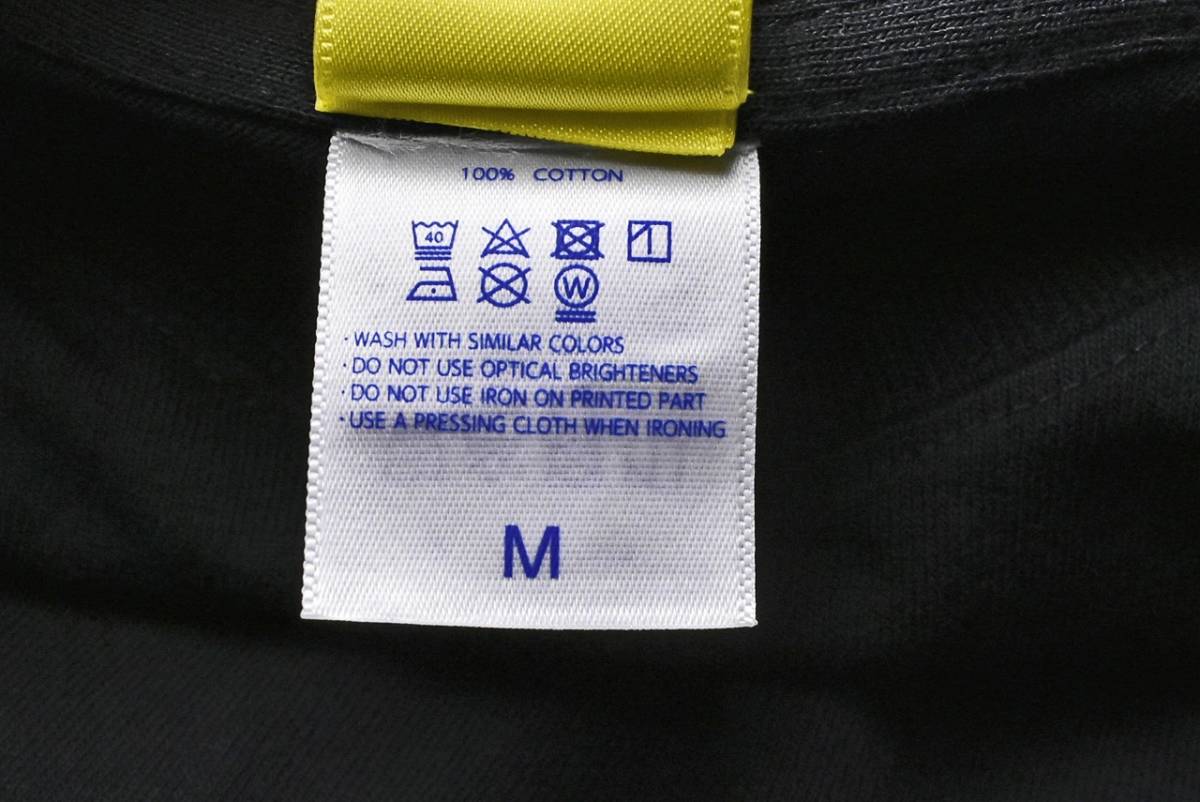 100% COTTON
40
W
·WASH WITH SIMILAR COLORS
·DO NOT USE OPTICAL BRIGHTENERS
·DO NOT USE IRON ON PRINTED PART
·USE A PRESSING CLOTH WHEN IRONING
M